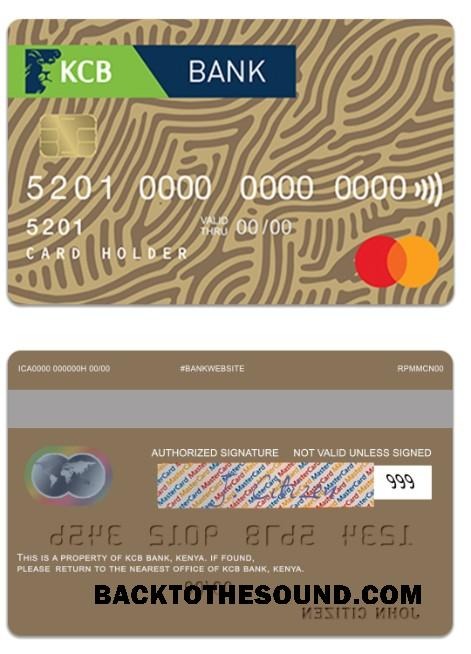 KCB BANK
5201 0000 0000 0000
5201 VALID THRU 00/00
CARD HOLDER
ICA0000 000000H 00/00 #BANKWEBSITE RPMMCN00
AUTHORIZED SIGNATURE NOT VALID UNLESS SIGNED
999
THIS IS A PROPERTY OF KCB BANK, KENYA. IF FOUND,
PLEASE RETURN TO THE NEAREST OFFICE OF KCB BANK, KENYA.
BACKTOTHESOUND.COM
JOHN CITIZEN